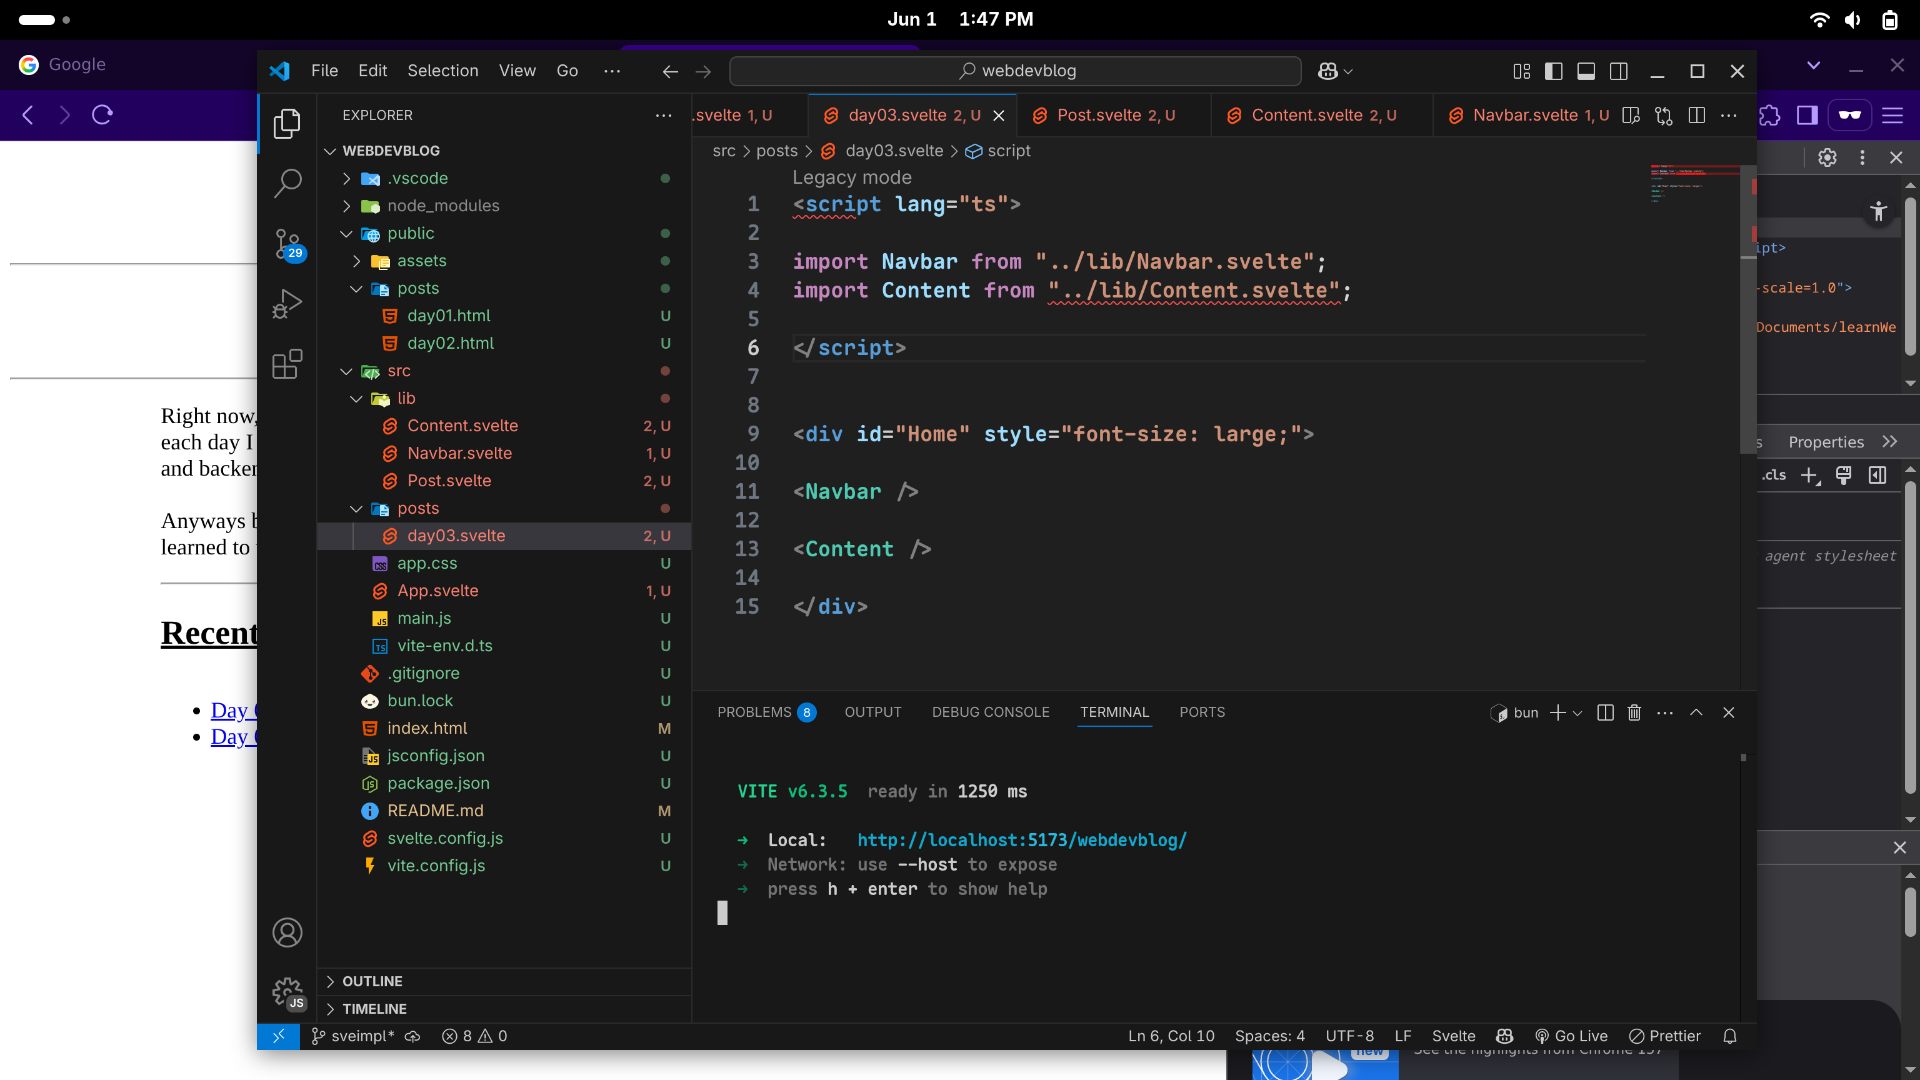 Jun 1 1:47 PM
Google
File Edit Selection View Go ···
webdevblog
EXPLORER
WEBDEVBLOG
.vscode
node_modules
public
assets
posts
day01.html U
day02.html U
src
lib
Content.svelte 2, U
Navbar.svelte 1, U
Post.svelte 2, U
posts
day03.svelte 2, U
app.css U
App.svelte 1, U
main.js U
vite-env.d.ts U
.gitignore U
bun.lock U
index.html M
jsconfig.json U
package.json U
README.md M
svelte.config.js U
vite.config.js U
OUTLINE
TIMELINE
29
JS
.svelte 1, U
day03.svelte 2, U
Post.svelte 2, U
Content.svelte 2, U
Navbar.svelte 1, U
src > posts > day03.svelte > script
Legacy mode
1 <script lang="ts">
2
3 import Navbar from "../lib/Navbar.svelte";
4 import Content from "../lib/Content.svelte";
5
6 </script>
7
8
9 <div id="Home" style="font-size: large;">
10
11 <Navbar />
12
13 <Content />
14
15 </div>
PROBLEMS 8 OUTPUT DEBUG CONSOLE TERMINAL PORTS
bun
VITE v6.3.5 ready in 1250 ms
➜ Local: http://localhost:5173/webdevblog/
➜ Network: use --host to expose
➜ press h + enter to show help
sveimpl* 8 0
Ln 6, Col 10 Spaces: 4 UTF-8 LF Svelte Go Live Prettier
Right now,
each day I
and backen
Anyways b
learned to
Recent
Day
Day
ipt>
-scale=1.0">
Documents/learnWe
s Properties
.cls
agent stylesheet
new
See the highlights from Chrome 137